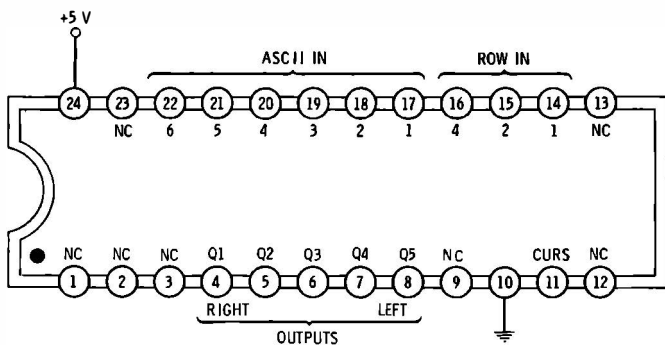 +5 V
ASCII IN
ROW IN
24 23 22 21 20 19 18 17 16 15 14 13
NC 6 5 4 3 2 1 4 2 1 NC
NC NC NC Q1 Q2 Q3 Q4 Q5 NC CURS NC
1 2 3 4 5 6 7 8 9 10 11 12
RIGHT LEFT
OUTPUTS